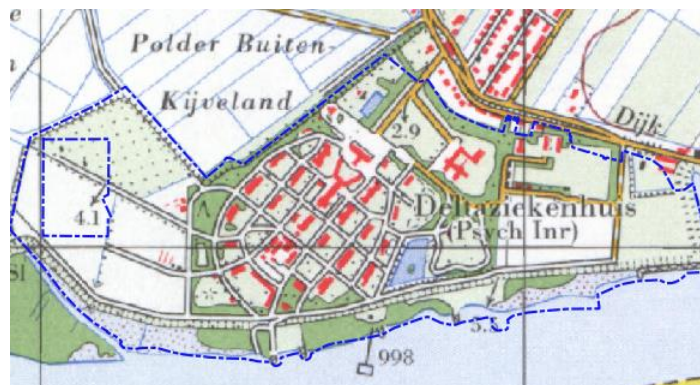 Polder Buiten-
Kijveland
2.9
Dijk
4.1
Deltaziekenhuis
(Psych Inr)
998